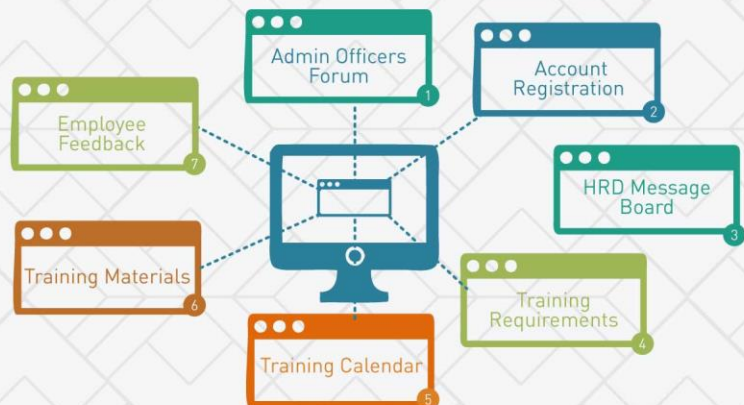 Admin Officers
Forum
1
Account
Registration
2
HRD Message
Board
3
Training
Requirements
4
Training Calendar
5
Training Materials
6
Employee
Feedback
7